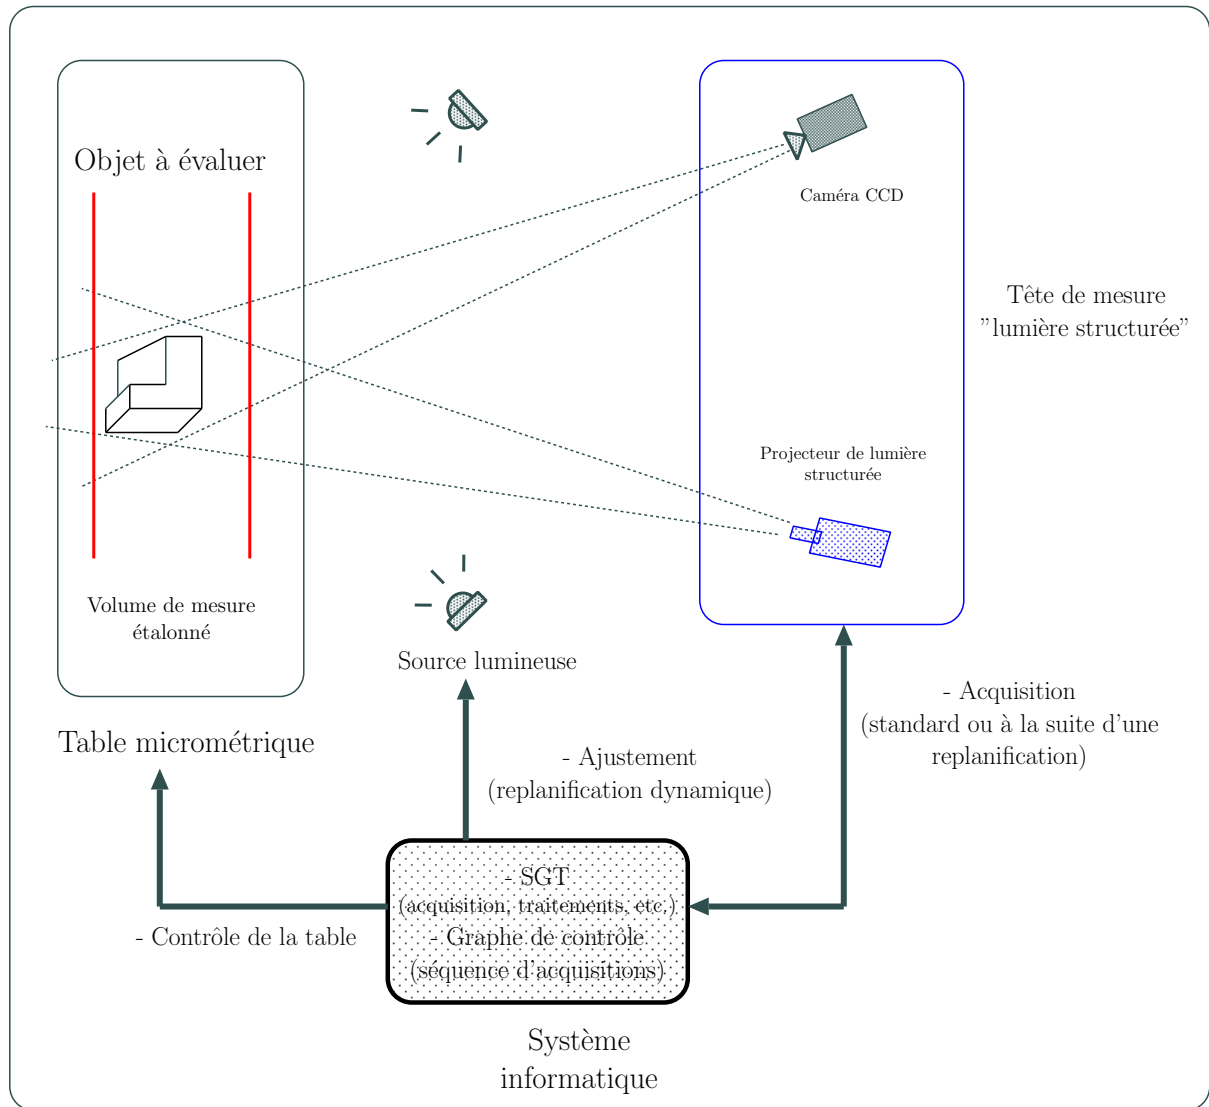 Objet à évaluer
Caméra CCD
Tête de mesure
"lumière structurée"
Projecteur de lumière
structurée
Volume de mesure
étalonné
Source lumineuse
- Acquisition
(standard ou à la suite d'une
replanification)
Table micrométrique
- Ajustement
(replanification dynamique)
- SGT
(acquisition, traitements, etc.)
- Graphe de contrôle
(séquence d'acquisitions)
- Contrôle de la table
Système
informatique